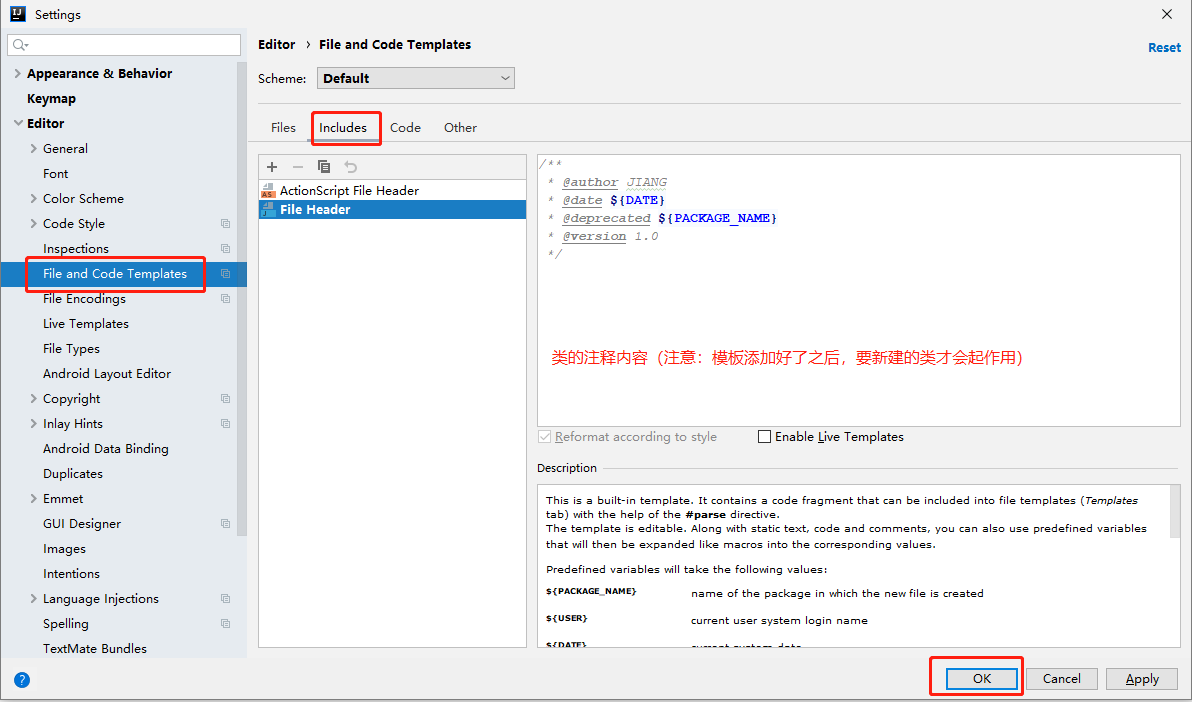 Settings
Appearance & Behavior
Keymap
Editor
General
Font
Color Scheme
Code Style
Inspections
File and Code Templates
File Encodings
Live Templates
File Types
Android Layout Editor
Copyright
Inlay Hints
Android Data Binding
Duplicates
Emmet
GUI Designer
Images
Intentions
Language Injections
Spelling
TextMate Bundles
Editor › File and Code Templates
Reset
Scheme: Default
Files Includes Code Other
ActionScript File Header
File Header
/**
* @author JIANG
* @date ${DATE}
* @deprecated ${PACKAGE_NAME}
* @version 1.0
*/
类的注释内容（注意：模板添加好了之后，要新建的类才会起作用）
Reformat according to style Enable Live Templates
Description
This is a built-in template. It contains a code fragment that can be included into file templates (Templates
tab) with the help of the #parse directive.
The template is editable. Along with static text, code and comments, you can also use predefined variables
that will then be expanded like macros into the corresponding values.
Predefined variables will take the following values:
${PACKAGE_NAME} name of the package in which the new file is created
${USER} current user system login name
${DATE} current system date
? OK Cancel Apply